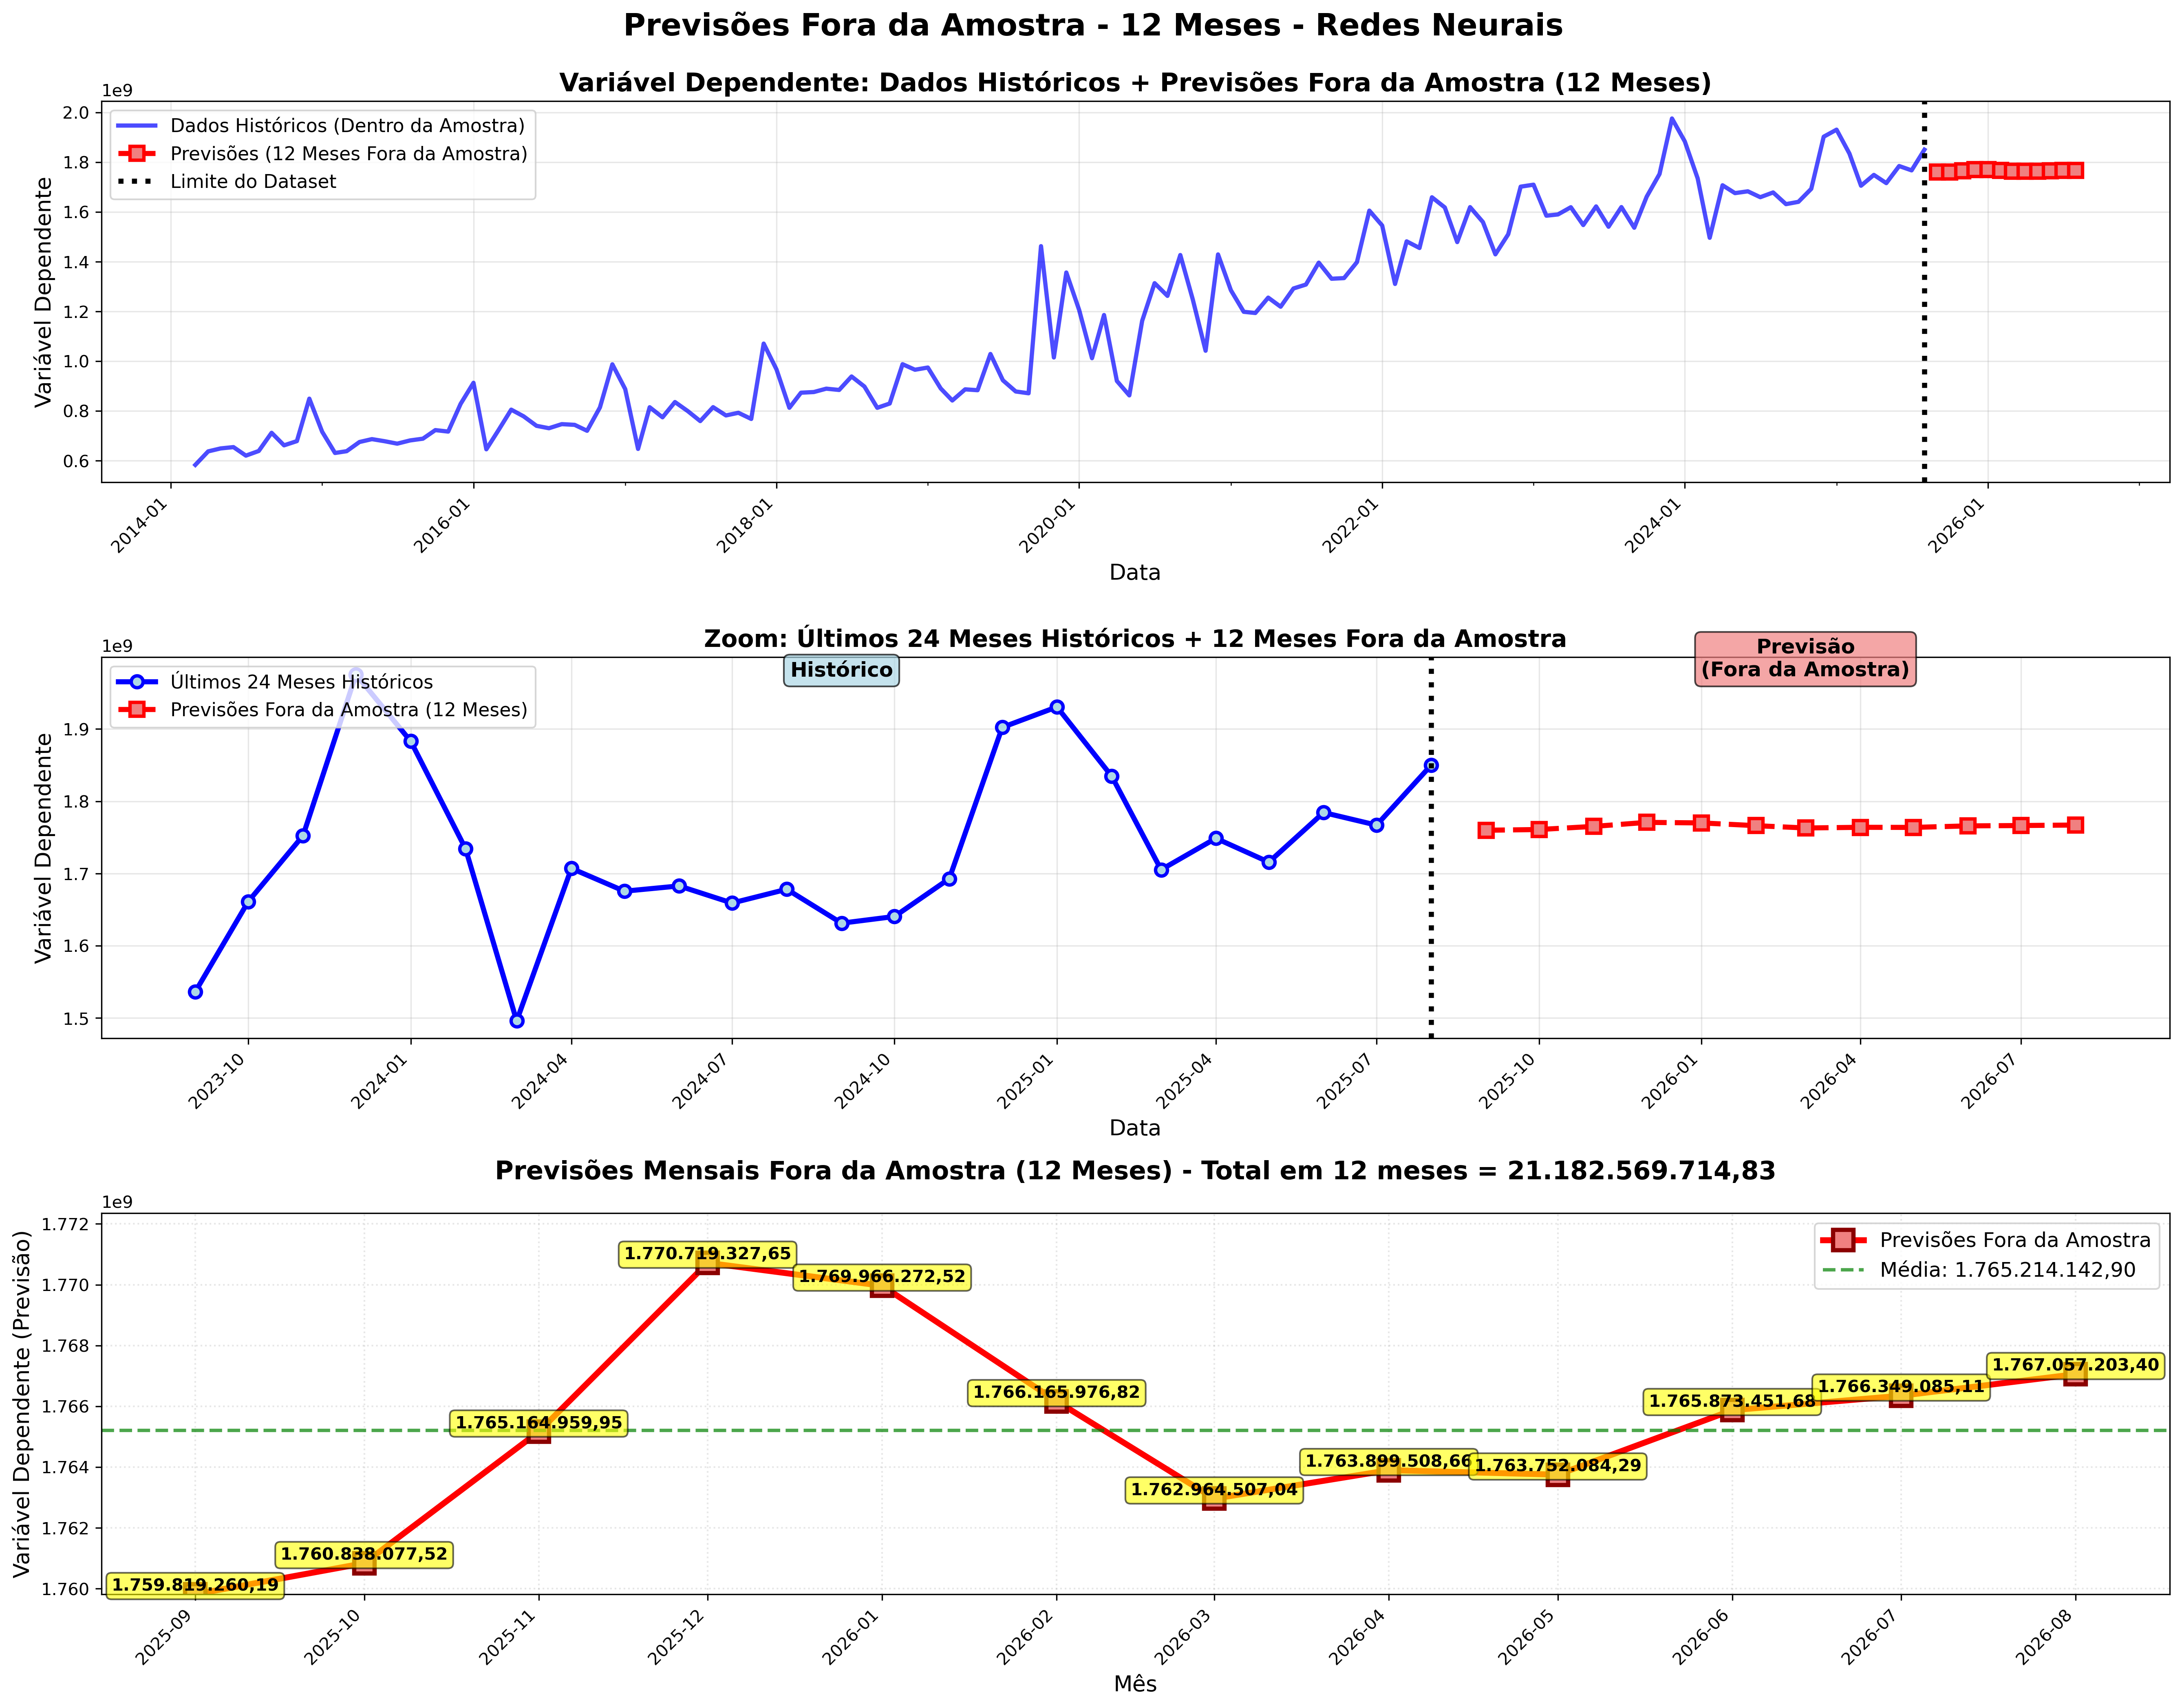 Previsões Fora da Amostra - 12 Meses - Redes Neurais
Variável Dependente: Dados Históricos + Previsões Fora da Amostra (12 Meses)
1e9
Dados Históricos (Dentro da Amostra)
Previsões (12 Meses Fora da Amostra)
Limite do Dataset
Variável Dependente
2.0
1.8
1.6
1.4
1.2
1.0
0.8
0.6
2014-01
2016-01
2018-01
2020-01
2022-01
2024-01
2026-01
Data
Zoom: Últimos 24 Meses Históricos + 12 Meses Fora da Amostra
1e9
Últimos 24 Meses Históricos
Previsões Fora da Amostra (12 Meses)
Histórico
Previsão
(Fora da Amostra)
Variável Dependente
1.9
1.8
1.7
1.6
1.5
2023-10
2024-01
2024-04
2024-07
2024-10
2025-01
2025-04
2025-07
2025-10
2026-01
2026-04
2026-07
Data
Previsões Mensais Fora da Amostra (12 Meses) - Total em 12 meses = 21.182.569.714,83
1e9
Previsões Fora da Amostra
Média: 1.765.214.142,90
Variável Dependente (Previsão)
1.772
1.770
1.768
1.766
1.764
1.762
1.760
1.759.819.260,19
1.760.838.077,52
1.765.164.959,95
1.770.719.327,65
1.769.966.272,52
1.766.165.976,82
1.762.964.507,04
1.763.899.508,66
1.763.752.084,29
1.765.873.451,68
1.766.349.085,11
1.767.057.203,40
2025-09
2025-10
2025-11
2025-12
2026-01
2026-02
2026-03
2026-04
2026-05
2026-06
2026-07
2026-08
Mês